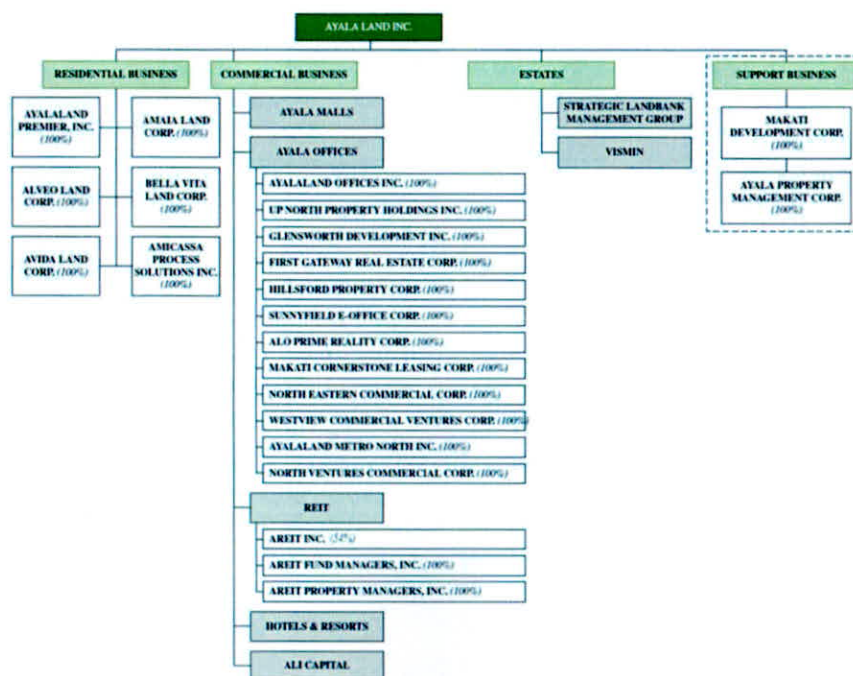 AYALA LAND INC.
RESIDENTIAL BUSINESS
AYALALAND
PREMIER, INC.
(100%)
AMAIA LAND
CORP. (100%)
ALVEO LAND
CORP. (100%)
BELLA VITA
LAND CORP.
(100%)
AVIDA LAND
CORP. (100%)
AMICASSA
PROCESS
SOLUTIONS INC.
(100%)
COMMERCIAL BUSINESS
AYALA MALLS
AYALA OFFICES
AYALALAND OFFICES INC. (100%)
UP NORTH PROPERTY HOLDINGS INC. (100%)
GLENSWORTH DEVELOPMENT INC. (100%)
FIRST GATEWAY REAL ESTATE CORP. (100%)
HILLSFORD PROPERTY CORP. (100%)
SUNNYFIELD E-OFFICE CORP. (100%)
ALO PRIME REALITY CORP. (100%)
MAKATI CORNERSTONE LEASING CORP. (100%)
NORTH EASTERN COMMERCIAL CORP. (100%)
WESTVIEW COMMERCIAL VENTURES CORP. (100%)
AYALALAND METRO NORTH INC. (100%)
NORTH VENTURES COMMERCIAL CORP. (100%)
REIT
AREIT INC. (54%)
AREIT FUND MANAGERS, INC. (100%)
AREIT PROPERTY MANAGERS, INC. (100%)
HOTELS & RESORTS
ALI CAPITAL
ESTATES
STRATEGIC LANDBANK
MANAGEMENT GROUP
VISMIN
SUPPORT BUSINESS
MAKATI
DEVELOPMENT CORP.
(100%)
AYALA PROPERTY
MANAGEMENT CORP.
(100%)